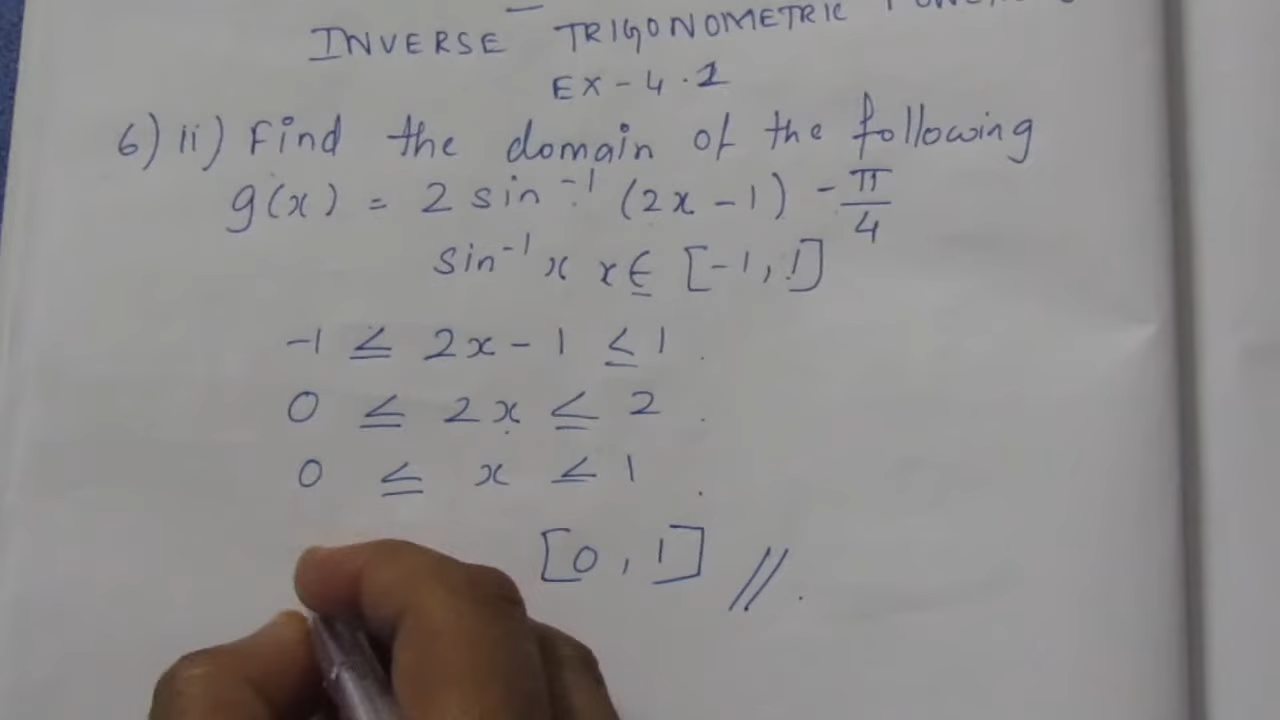 INVERSE TRIGONOMETRIC
EX - 4.1
6) ii) Find the domain of the following
g(x) = 2 sin⁻¹ (2x - 1) - π/4
sin⁻¹ x x ∈ [-1, 1]
-1 ≤ 2x - 1 ≤ 1
0 ≤ 2x ≤ 2
0 ≤ x ≤ 1
[0, 1] //